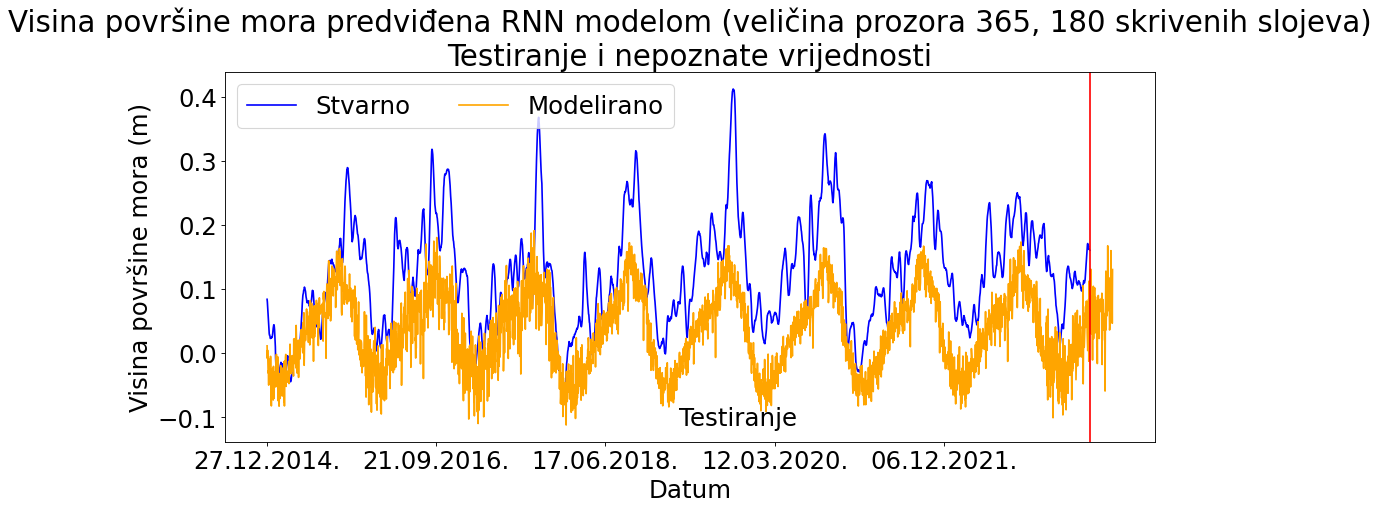 Visina površine mora predviđena RNN modelom (veličina prozora 365, 180 skrivenih slojeva)
Testiranje i nepoznate vrijednosti
Stvarno
Modelirano
Visina površine mora (m)
0.4
0.3
0.2
0.1
0.0
−0.1
Testiranje
27.12.2014.
21.09.2016.
17.06.2018.
12.03.2020.
06.12.2021.
Datum